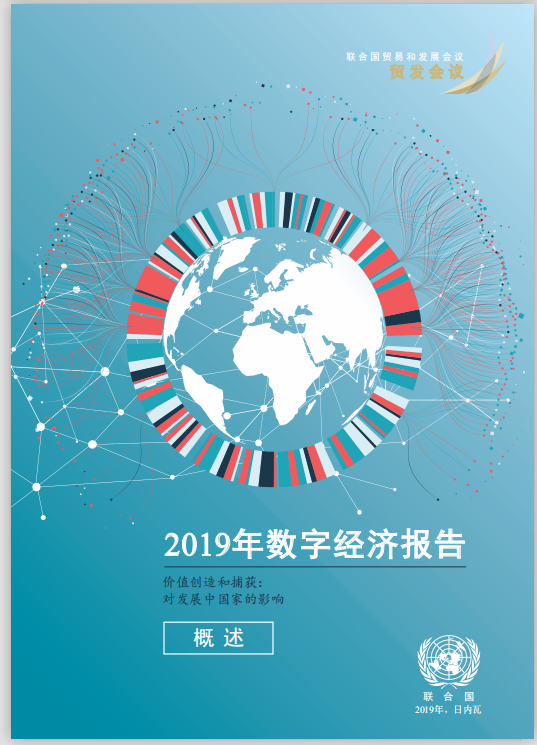 联合国贸易和发展会议
贸发会议
2019年数字经济报告
价值创造和捕获：
对发展中国家的影响
概述
联合国
2019年，日内瓦